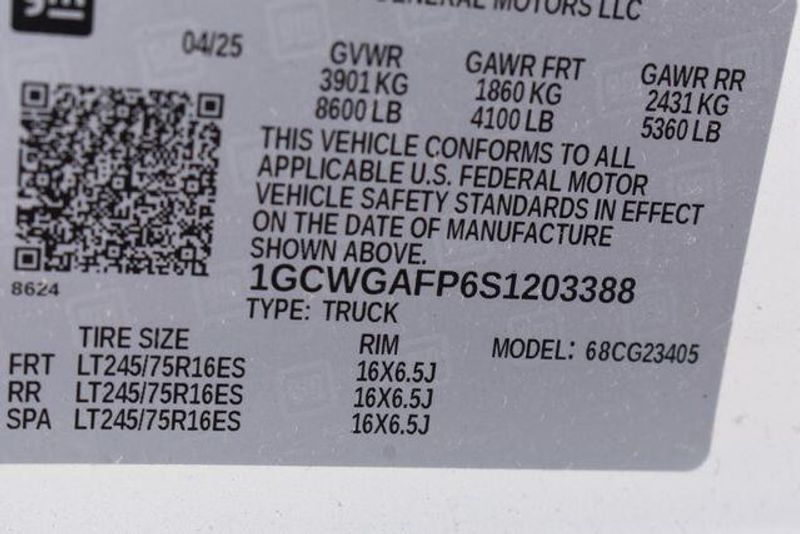 GENERAL MOTORS LLC
gm
04/25 GVWR GAWR FRT GAWR RR
3901 KG 1860 KG 2431 KG
8600 LB 4100 LB 5360 LB
THIS VEHICLE CONFORMS TO ALL
APPLICABLE U.S. FEDERAL MOTOR
VEHICLE SAFETY STANDARDS IN EFFECT
ON THE DATE OF MANUFACTURE
SHOWN ABOVE.
8624
1GCWGAFP6S1203388
TYPE: TRUCK
TIRE SIZE RIM MODEL: 68CG23405
FRT LT245/75R16ES 16X6.5J
RR LT245/75R16ES 16X6.5J
SPA LT245/75R16ES 16X6.5J